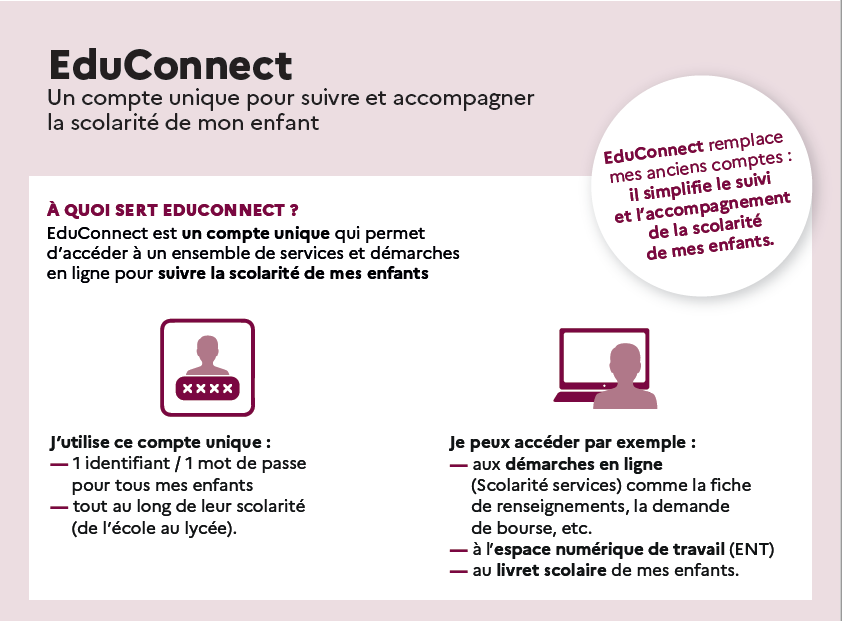 EduConnect
Un compte unique pour suivre et accompagner
la scolarité de mon enfant
EduConnect remplace
mes anciens comptes :
il simplifie le suivi
et l'accompagnement
de la scolarité
de mes enfants.
À QUOI SERT EDUCONNECT ?
EduConnect est un compte unique qui permet
d'accéder à un ensemble de services et démarches
en ligne pour suivre la scolarité de mes enfants
××××
J'utilise ce compte unique :
— 1 identifiant / 1 mot de passe
pour tous mes enfants
— tout au long de leur scolarité
(de l'école au lycée).
Je peux accéder par exemple :
— aux démarches en ligne
(Scolarité services) comme la fiche
de renseignements, la demande
de bourse, etc.
— à l'espace numérique de travail (ENT)
— au livret scolaire de mes enfants.